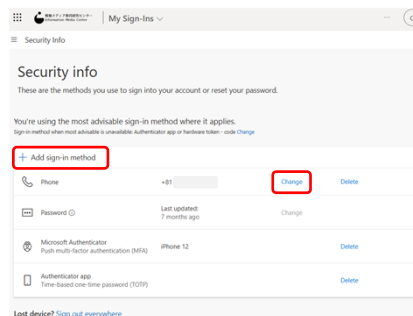 My Sign-Ins
Information Media Center
Security Info
Security info
These are the methods you use to sign into your account or reset your password.
You're using the most advisable sign-in method where it applies.
Sign-in method when most advisable is unavailable: Authenticator app or hardware token - code Change
+ Add sign-in method
Phone +81 Change Delete
Password Last updated: 7 months ago Change
Microsoft Authenticator
Push multi-factor authentication (MFA) iPhone 12 Delete
Authenticator app
Time-based one-time password (TOTP) Delete
Lost device? Sign out everywhere